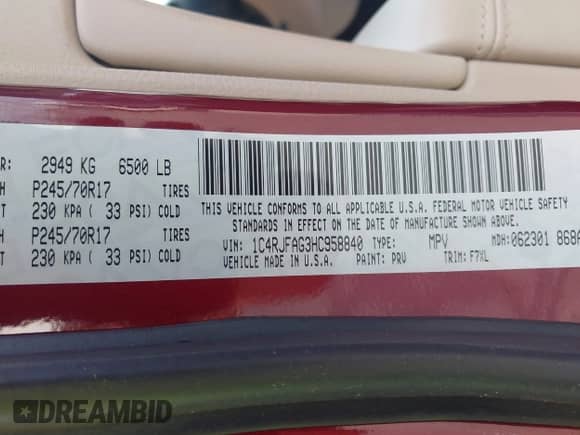 R: 2949 KG 6500 LB
H P245/70R17 TIRES
H 230 KPA ( 33 PSI) COLD
H P245/70R17 TIRES
H 230 KPA ( 33 PSI) COLD
THIS VEHICLE CONFORMS TO ALL APPLICABLE U.S.A. FEDERAL MOTOR VEHICLE SAFETY
STANDARDS IN EFFECT ON THE DATE OF MANUFACTURE SHOWN ABOVE.
VIN: 1C4RJFAG3HC958840 TYPE: MPV MDH: 062301 868A
VEHICLE MADE IN U.S.A. PAINT: PRV TRIM: F7XL
DREAMBID